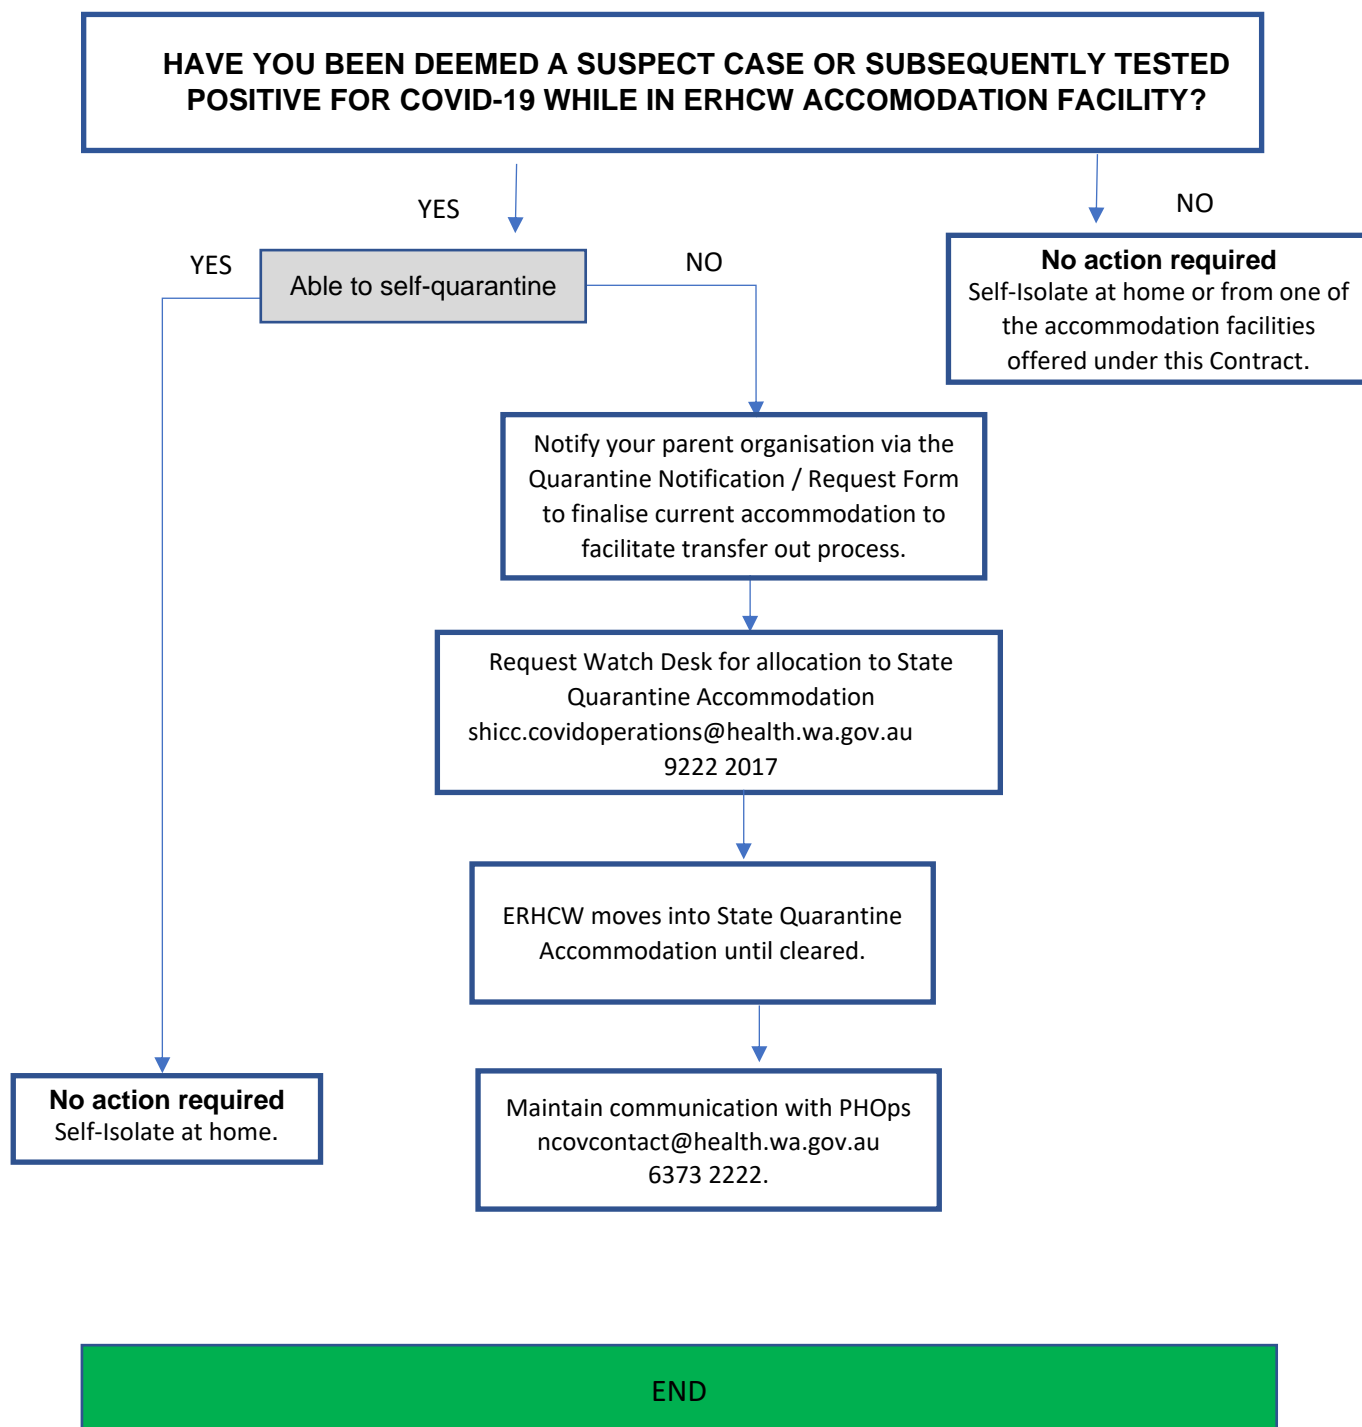 HAVE YOU BEEN DEEMED A SUSPECT CASE OR SUBSEQUENTLY TESTED
POSITIVE FOR COVID-19 WHILE IN ERHCW ACCOMODATION FACILITY?
YES
NO
YES
Able to self-quarantine
NO
No action required
Self-Isolate at home or from one of
the accommodation facilities
offered under this Contract.
Notify your parent organisation via the
Quarantine Notification / Request Form
to finalise current accommodation to
facilitate transfer out process.
Request Watch Desk for allocation to State
Quarantine Accommodation
shicc.covidoperations@health.wa.gov.au
9222 2017
ERHCW moves into State Quarantine
Accommodation until cleared.
No action required
Self-Isolate at home.
Maintain communication with PHOps
ncovcontact@health.wa.gov.au
6373 2222.
END